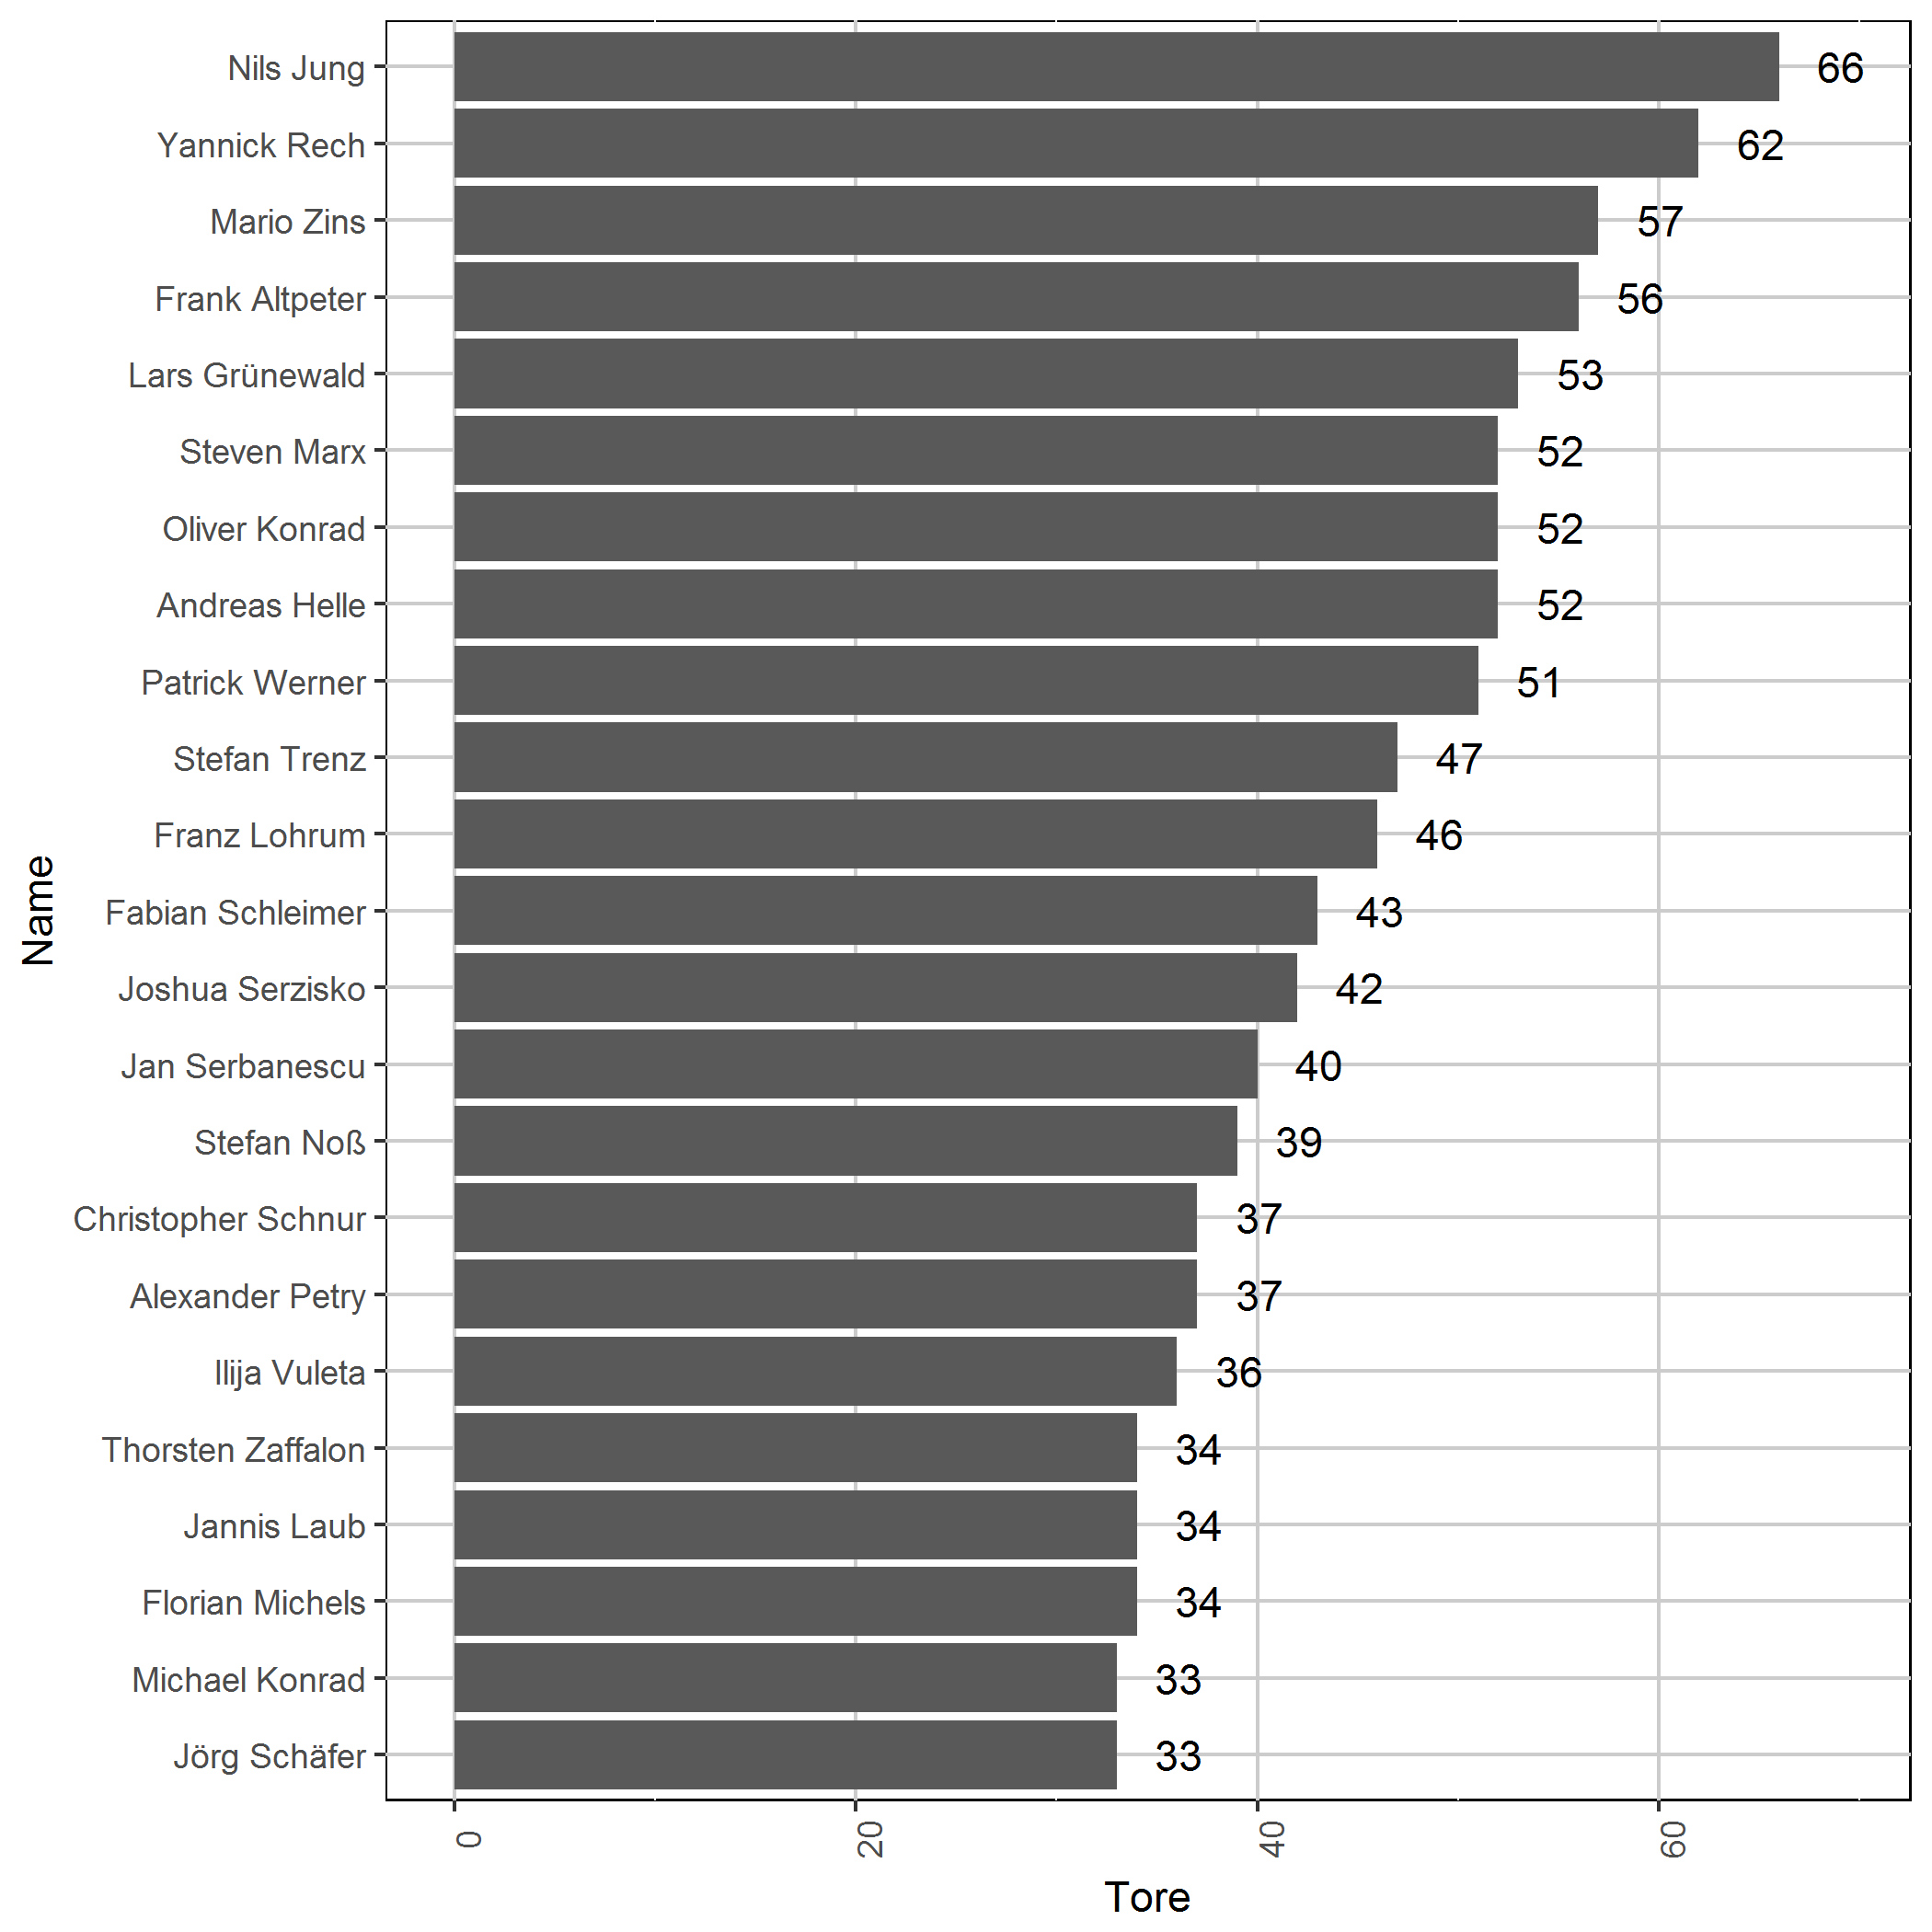 Nils Jung 66
Yannick Rech 62
Mario Zins 57
Frank Altpeter 56
Lars Grünewald 53
Steven Marx 52
Oliver Konrad 52
Andreas Helle 52
Patrick Werner 51
Stefan Trenz 47
Franz Lohrum 46
Fabian Schleimer 43
Joshua Serzisko 42
Jan Serbanescu 40
Stefan Noß 39
Christopher Schnur 37
Alexander Petry 37
Ilija Vuleta 36
Thorsten Zaffalon 34
Jannis Laub 34
Florian Michels 34
Michael Konrad 33
Jörg Schäfer 33
Name
0 20 40 60
Tore